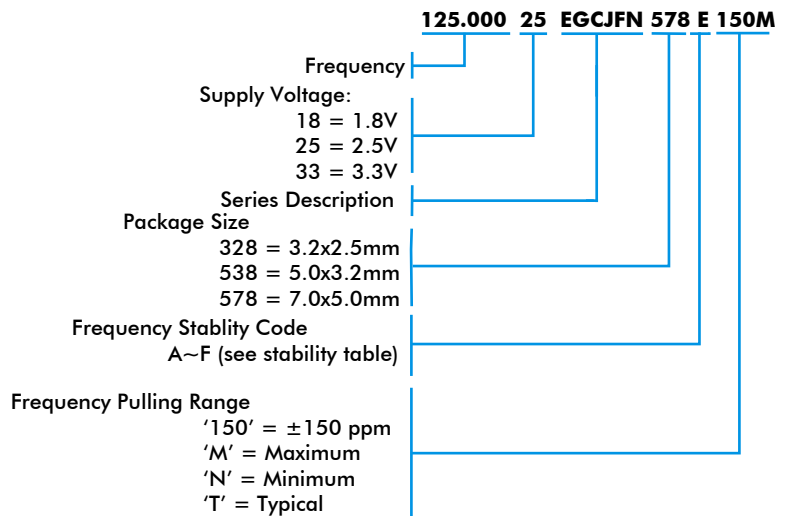 125.000 25 EGCJFN 578 E 150M
Frequency
Supply Voltage:
18 = 1.8V
25 = 2.5V
33 = 3.3V
Series Description
Package Size
328 = 3.2x2.5mm
538 = 5.0x3.2mm
578 = 7.0x5.0mm
Frequency Stablity Code
A~F (see stability table)
Frequency Pulling Range
‘150’ = ±150 ppm
‘M’ = Maximum
‘N’ = Minimum
‘T’ = Typical